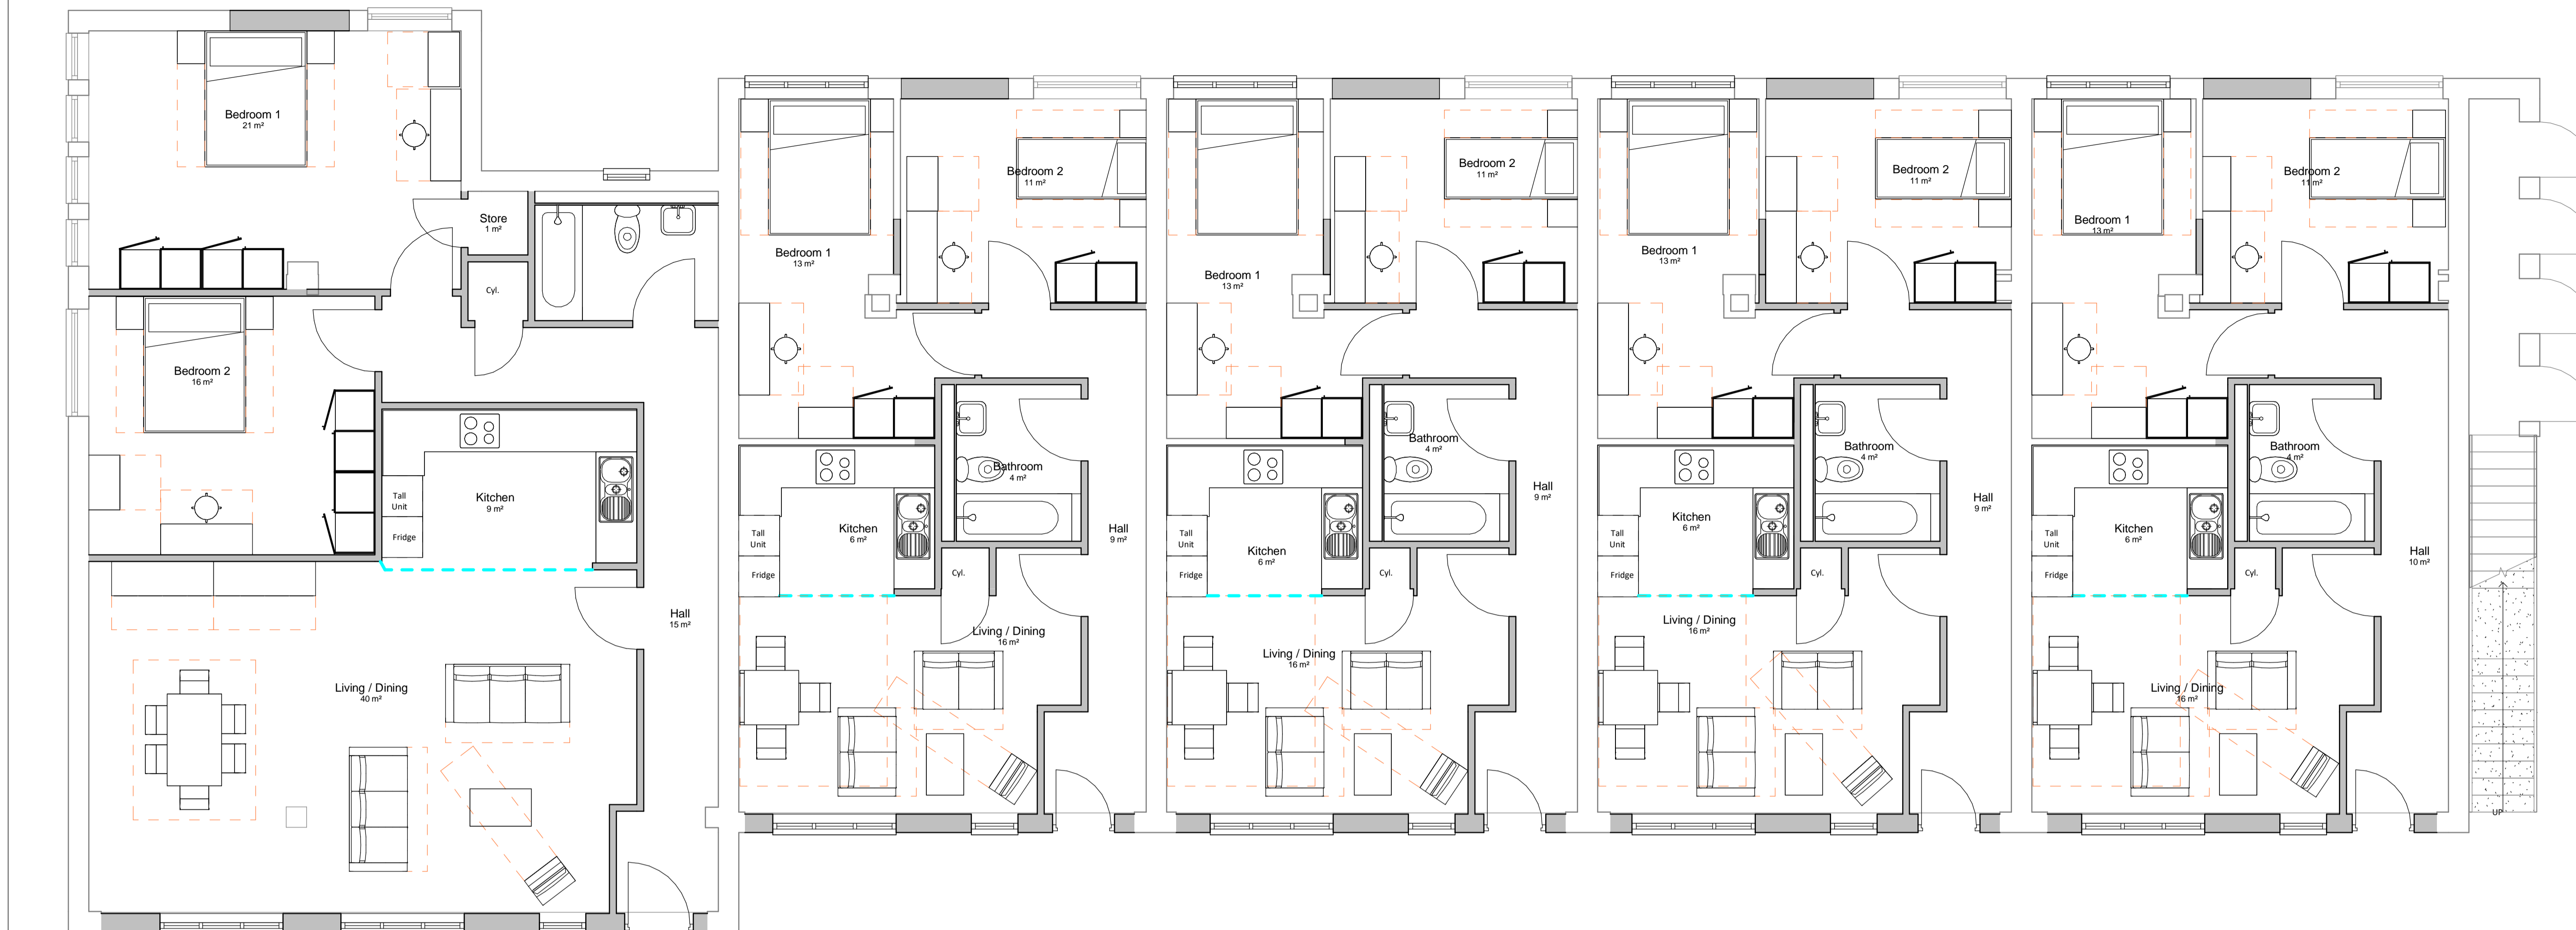 Bedroom 1
21 m²
Store
1 m²
Cyl.
Bedroom 2
16 m²
Kitchen
9 m²
Tall
Unit
Fridge
Hall
15 m²
Living / Dining
40 m²
Bedroom 1
13 m²
Bedroom 2
11 m²
Bathroom
4 m²
Kitchen
6 m²
Tall
Unit
Fridge
Cyl.
Hall
9 m²
Living / Dining
16 m²
Bedroom 1
13 m²
Bedroom 2
11 m²
Bathroom
4 m²
Kitchen
6 m²
Tall
Unit
Fridge
Cyl.
Hall
9 m²
Living / Dining
16 m²
Bedroom 1
13 m²
Bedroom 2
11 m²
Bathroom
4 m²
Kitchen
6 m²
Tall
Unit
Fridge
Cyl.
Hall
9 m²
Living / Dining
16 m²
Bedroom 1
13 m²
Bedroom 2
11 m²
Bathroom
4 m²
Kitchen
6 m²
Tall
Unit
Fridge
Cyl.
Hall
10 m²
Living / Dining
16 m²
UP